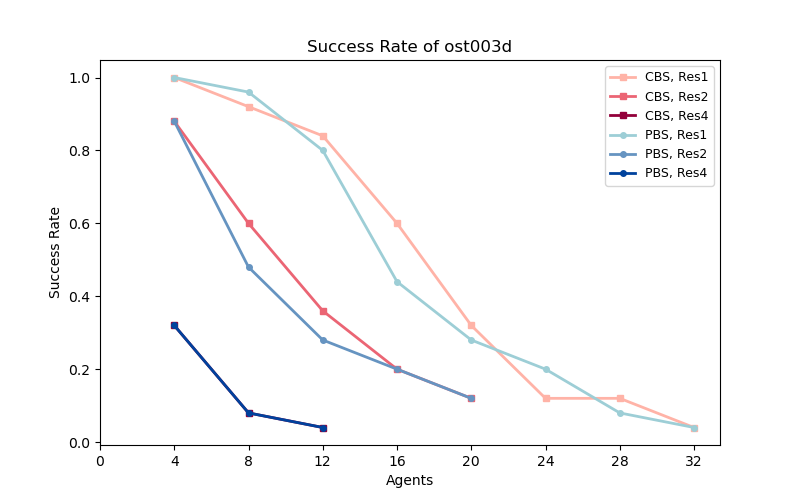 Success Rate of ost003d
CBS, Res1
CBS, Res2
CBS, Res4
PBS, Res1
PBS, Res2
PBS, Res4
Success Rate
1.0
0.8
0.6
0.4
0.2
0.0
0 4 8 12 16 20 24 28 32
Agents